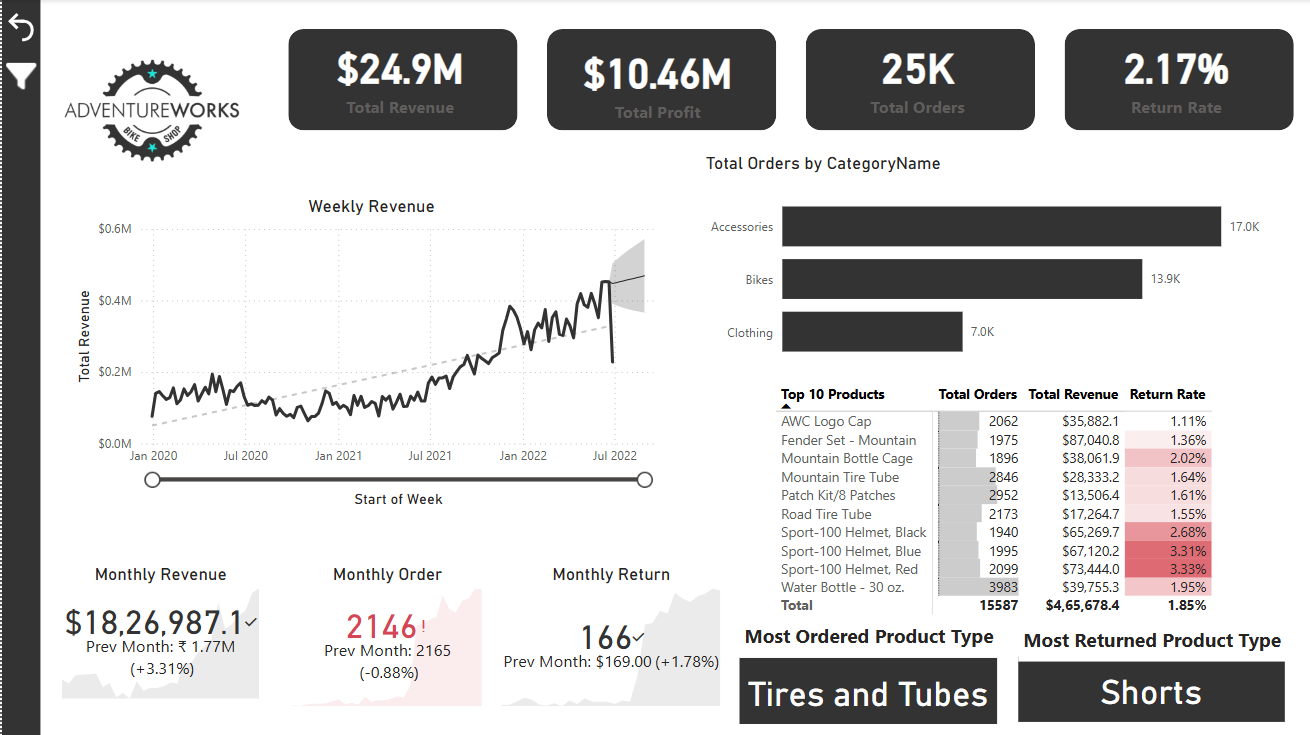 ADVENTUREWORKS
BIKE SHOP
$24.9M
Total Revenue
$10.46M
Total Profit
25K
Total Orders
2.17%
Return Rate
Weekly Revenue
Total Revenue
$0.6M
$0.4M
$0.2M
$0.0M
Jan 2020 Jul 2020 Jan 2021 Jul 2021 Jan 2022 Jul 2022
Start of Week
Total Orders by CategoryName
Accessories 17.0K
Bikes 13.9K
Clothing 7.0K
Top 10 Products Total Orders Total Revenue Return Rate
AWC Logo Cap 2062 $35,882.1 1.11%
Fender Set - Mountain 1975 $87,040.8 1.36%
Mountain Bottle Cage 1896 $38,061.9 2.02%
Mountain Tire Tube 2846 $28,333.2 1.64%
Patch Kit/8 Patches 2952 $13,506.4 1.61%
Road Tire Tube 2173 $17,264.7 1.55%
Sport-100 Helmet, Black 1940 $65,269.7 2.68%
Sport-100 Helmet, Blue 1995 $67,120.2 3.31%
Sport-100 Helmet, Red 2099 $73,444.0 3.33%
Water Bottle - 30 oz. 3983 $39,755.3 1.95%
Total 15587 $4,65,678.4 1.85%
Monthly Revenue
$18,26,987.1
Prev Month: ₹ 1.77M
(+3.31%)
Monthly Order
2146!
Prev Month: 2165
(-0.88%)
Monthly Return
166
Prev Month: $169.00 (+1.78%)
Most Ordered Product Type
Tires and Tubes
Most Returned Product Type
Shorts